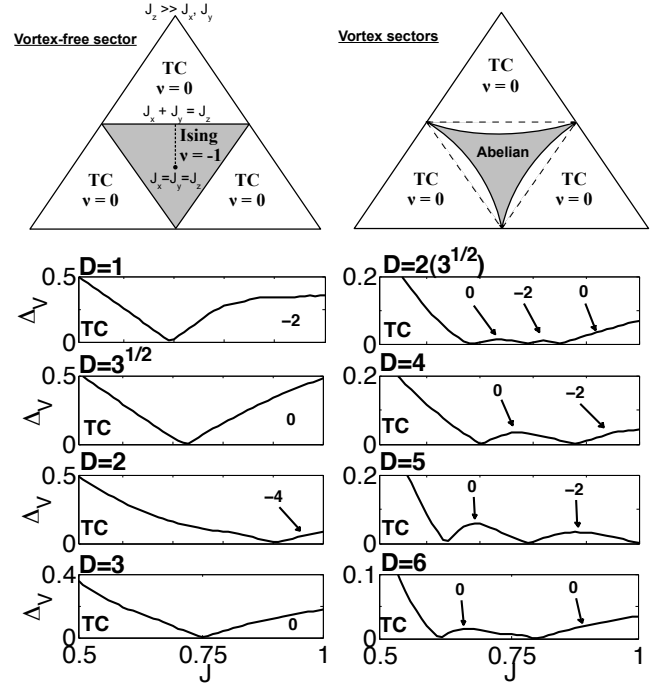 J_z >> J_x, J_y
Vortex-free sector
TC
ν = 0
J_x + J_y = J_z
Ising
ν = -1
J_x=J_y=J_z
TC
ν = 0
TC
ν = 0
Vortex sectors
TC
ν = 0
Abelian
TC
ν = 0
TC
ν = 0
D=1
0.5
Δ_V
0
TC
−2
D=3^{1/2}
0.5
Δ_V
0
TC
0
D=2
0.5
Δ_V
0
TC
−4
D=3
0.4
Δ_V
0
TC
0
0.5
0.75
1
J
D=2(3^{1/2})
0.2
0
TC
0
−2
0
D=4
0.2
0
TC
0
−2
D=5
0.2
0
TC
0
−2
D=6
0.1
0
TC
0
0
0.5
0.75
1
J